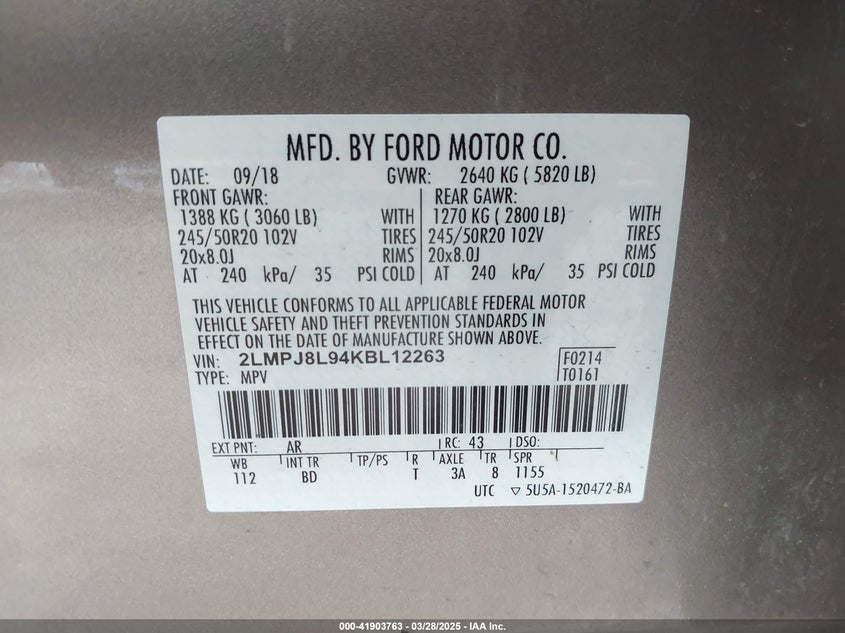 MFD. BY FORD MOTOR CO.
DATE: 09/18 GVWR: 2640 KG ( 5820 LB)
FRONT GAWR: REAR GAWR:
1388 KG ( 3060 LB) WITH 1270 KG ( 2800 LB) WITH
245/50R20 102V TIRES 245/50R20 102V TIRES
20x8.0J RIMS 20x8.0J RIMS
AT 240 kPa/ 35 PSI COLD AT 240 kPa/ 35 PSI COLD
THIS VEHICLE CONFORMS TO ALL APPLICABLE FEDERAL MOTOR
VEHICLE SAFETY AND THEFT PREVENTION STANDARDS IN
EFFECT ON THE DATE OF MANUFACTURE SHOWN ABOVE.
VIN: 2LMPJ8L94KBL12263 F0214
TYPE: MPV T0161
EXT PNT: AR RC: 43 DSO:
WB INT TR TP/PS R AXLE TR SPR
112 BD T 3A 8 1155
UTC ▽ 5U5A-1520472-BA
000-41903763 - 03/28/2025 - IAA Inc.